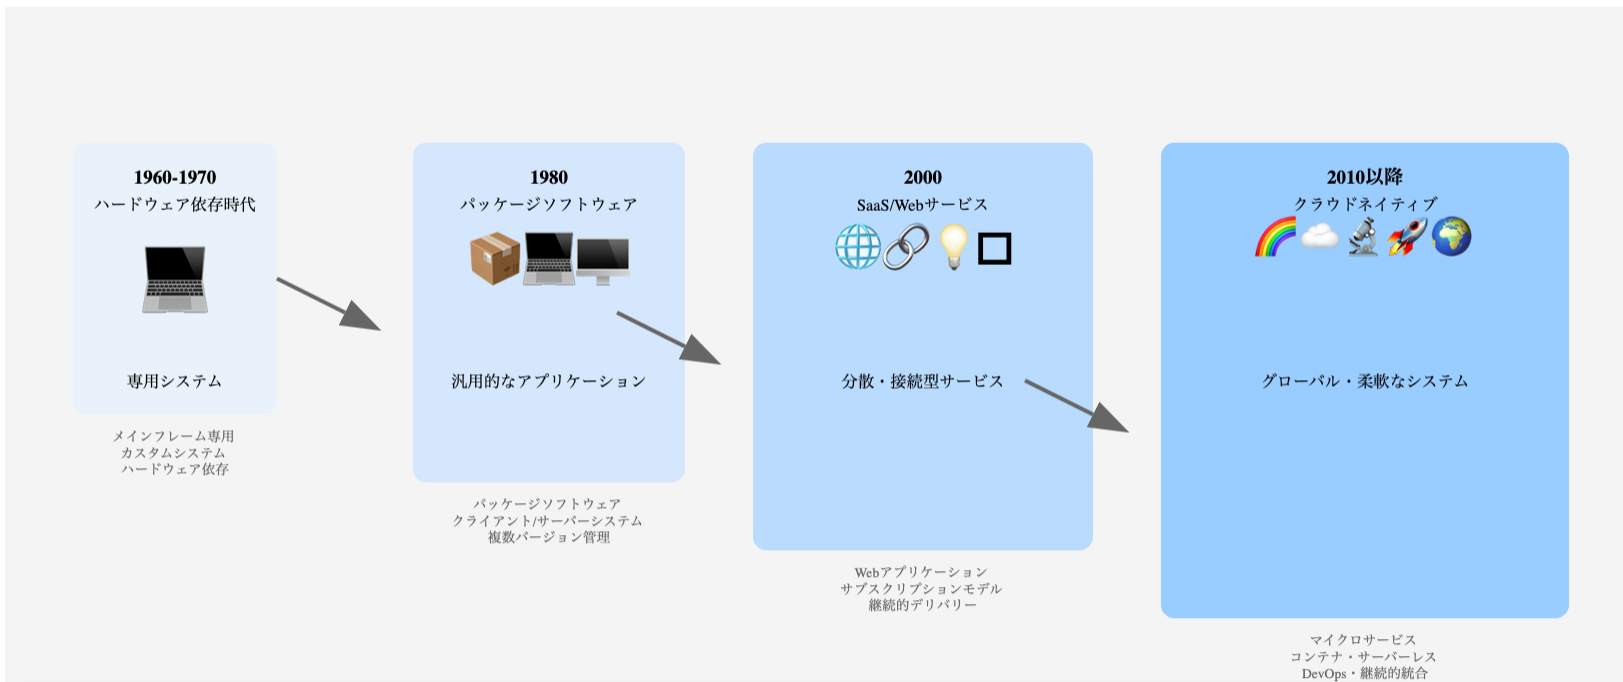 1960-1970
ハードウェア依存時代
専用システム
メインフレーム専用
カスタムシステム
ハードウェア依存
1980
パッケージソフトウェア
汎用的なアプリケーション
パッケージソフトウェア
クライアント/サーバーシステム
複数バージョン管理
2000
SaaS/Webサービス
分散・接続型サービス
Webアプリケーション
サブスクリプションモデル
継続的デリバリー
2010以降
クラウドネイティブ
グローバル・柔軟なシステム
マイクロサービス
コンテナ・サーバーレス
DevOps・継続的統合